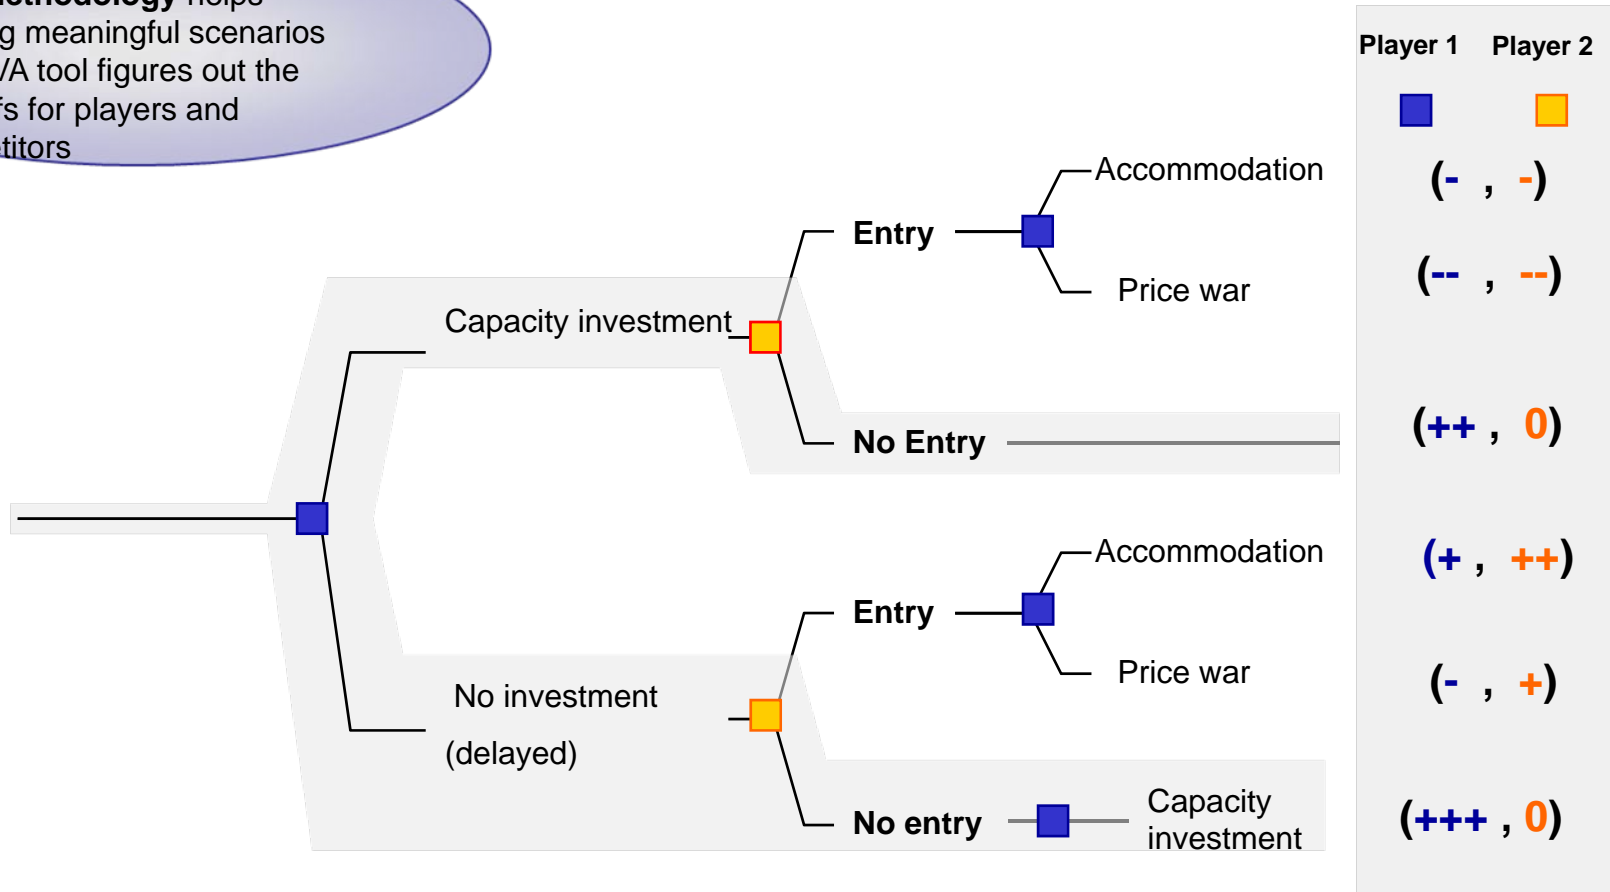 helps
meaningful scenarios
tool figures out the
for players and
Player 1 Player 2
Accommodation
(- , -)
Entry
Price war
(-- , --)
Capacity investment
No Entry
(++ , 0)
Accommodation
(+ , ++)
Entry
Price war
(- , +)
No investment
(delayed)
Capacity
investment
No entry
(+++ , 0)